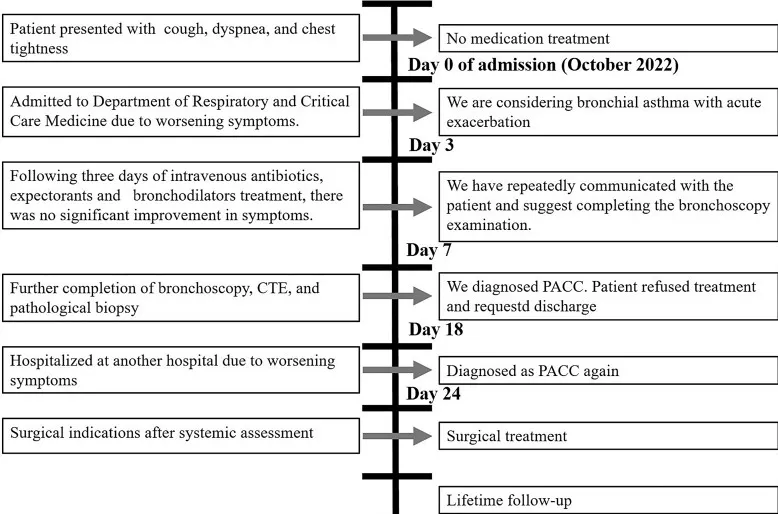 Patient presented with cough, dyspnea, and chest
tightness
No medication treatment
Day 0 of admission (October 2022)
Admitted to Department of Respiratory and Critical
Care Medicine due to worsening symptoms.
We are considering bronchial asthma with acute
exacerbation
Day 3
Following three days of intravenous antibiotics,
expectorants and bronchodilators treatment, there
was no significant improvement in symptoms.
We have repeatedly communicated with the
patient and suggest completing the bronchoscopy
examination.
Day 7
Further completion of bronchoscopy, CTE, and
pathological biopsy
We diagnosed PACC. Patient refused treatment
and requestd discharge
Day 18
Hospitalized at another hospital due to worsening
symptoms
Diagnosed as PACC again
Day 24
Surgical indications after systemic assessment
Surgical treatment
Lifetime follow-up